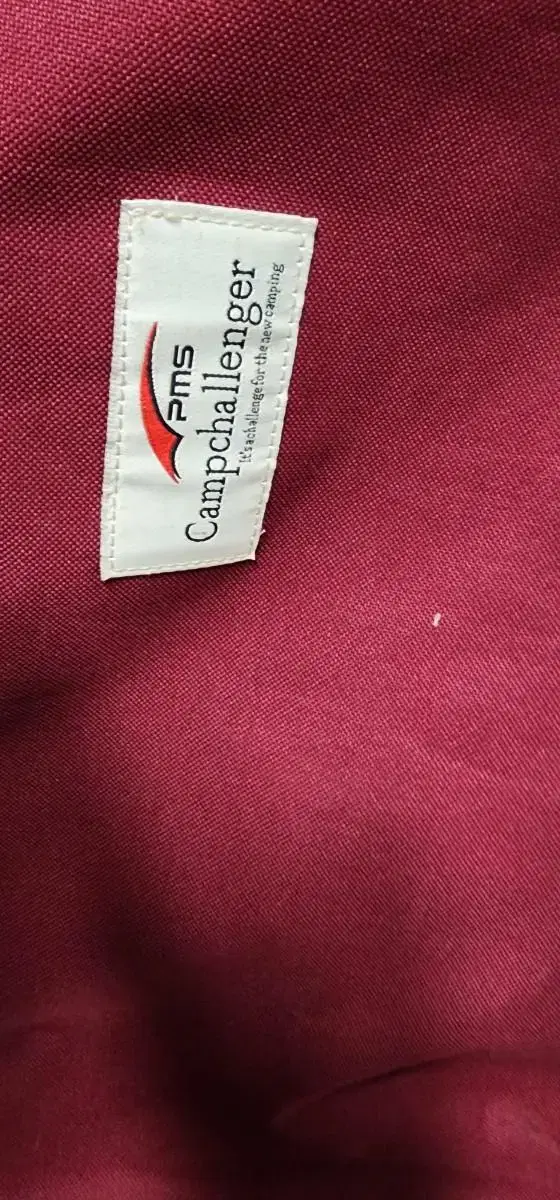 PMS
Campchallenger
It's a challenge for the new camping